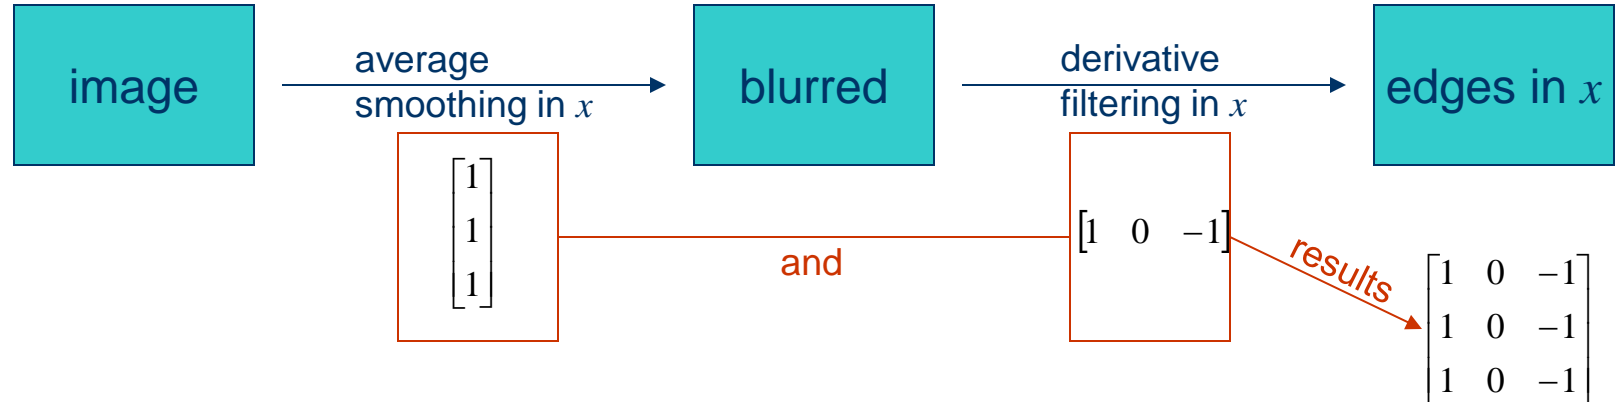 image
average
smoothing in x
blurred
derivative
filtering in x
edges in x
[1
1
1]
and
[1 0 −1]
results
[1 0 −1
1 0 −1
1 0 −1]